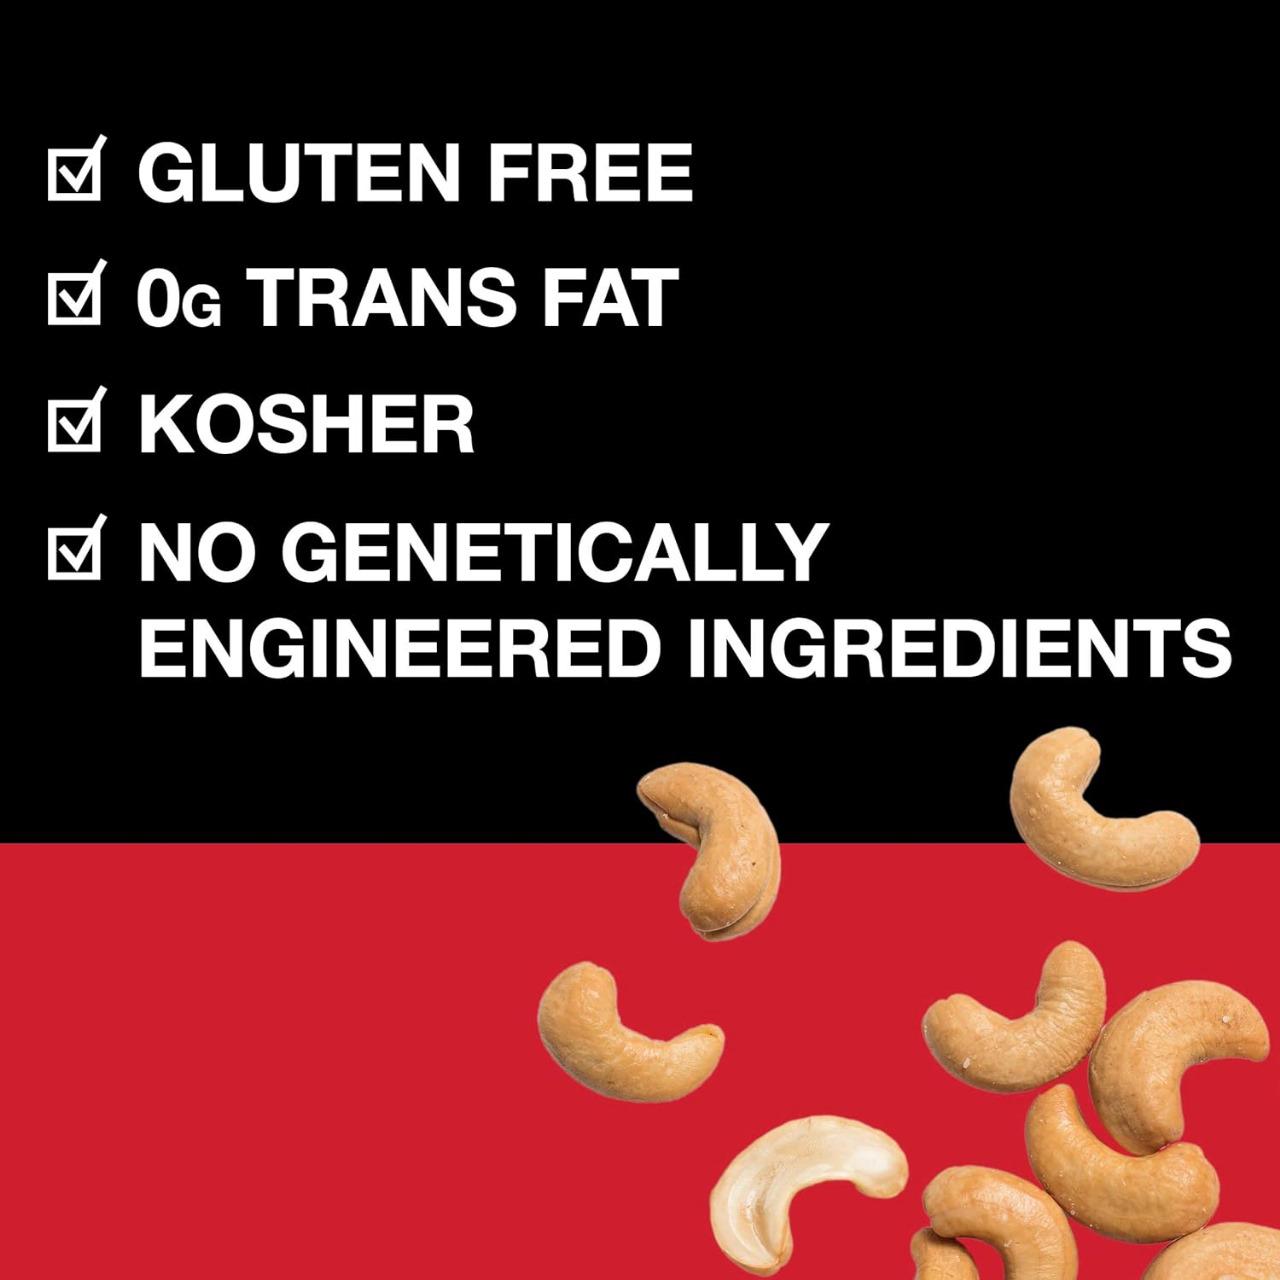 GLUTEN FREE
0G TRANS FAT
KOSHER
NO GENETICALLY
ENGINEERED INGREDIENTS